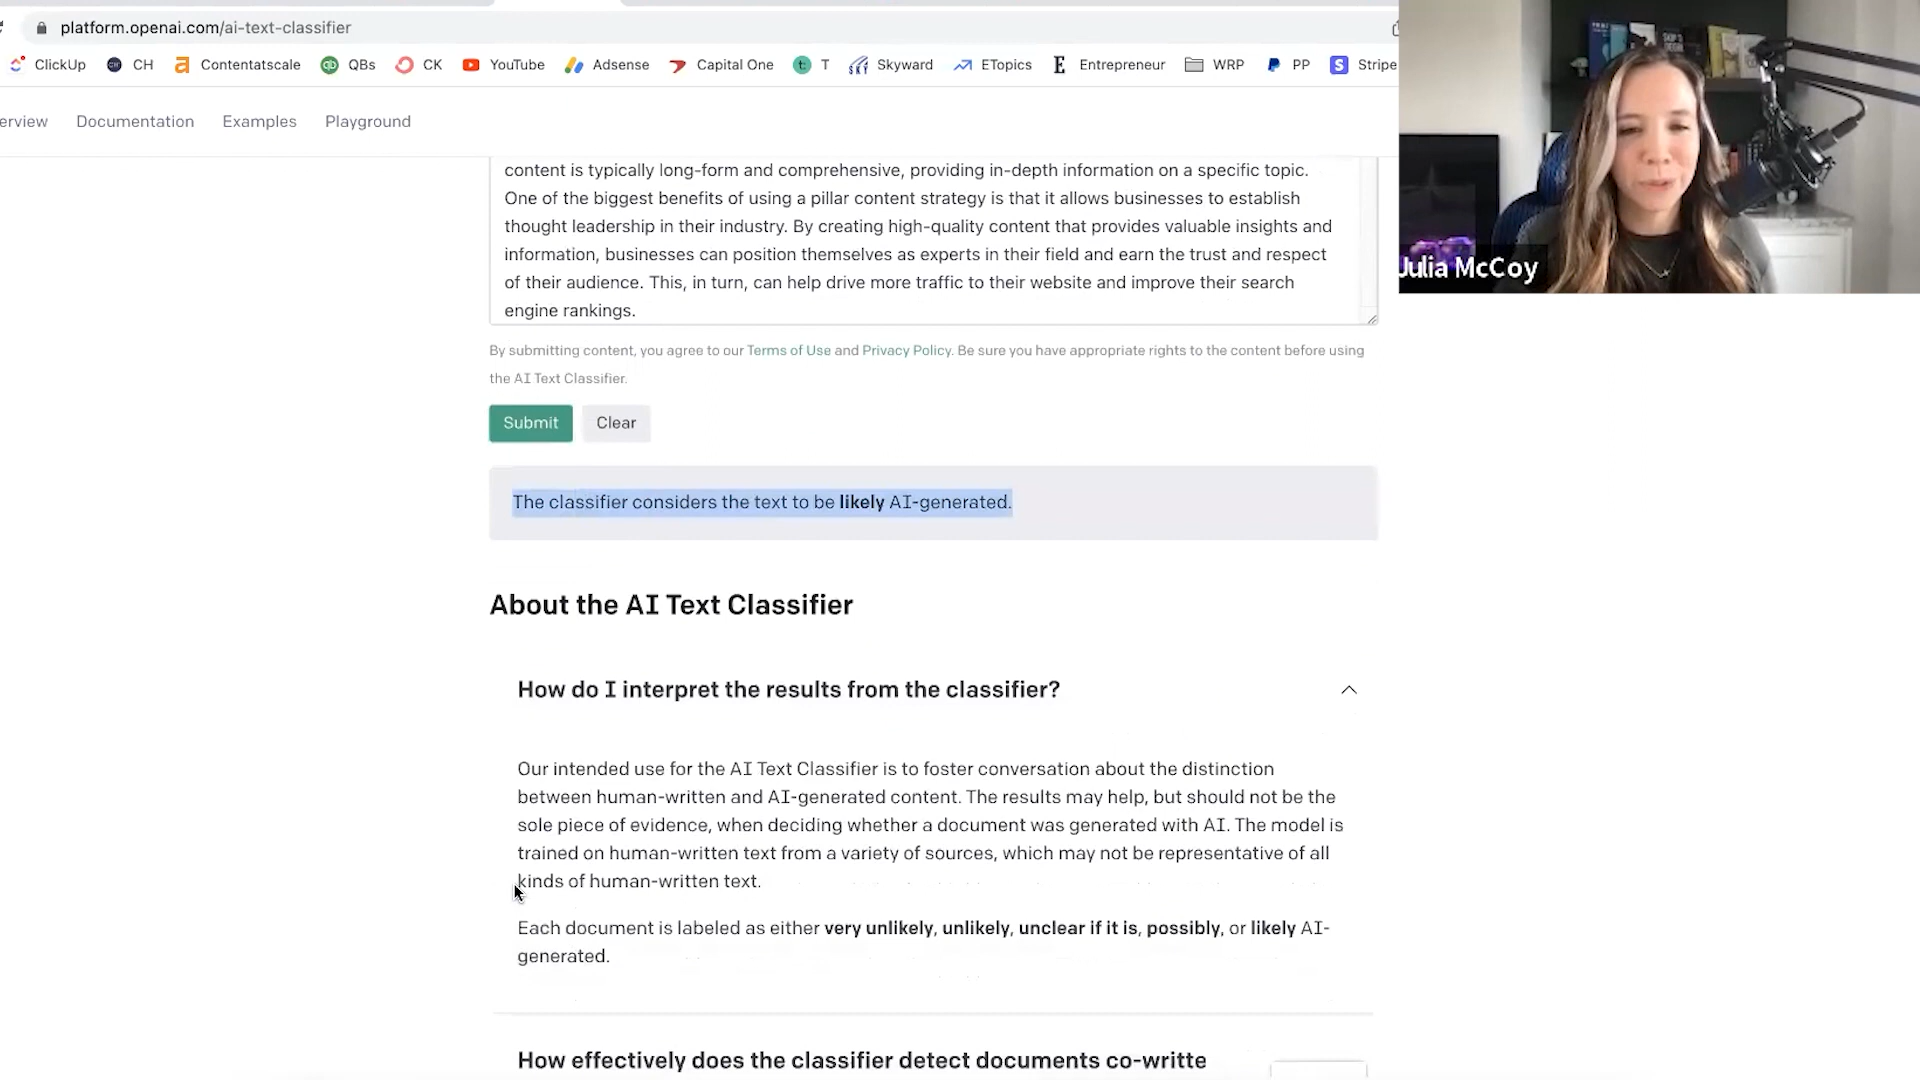 platform.openai.com/ai-text-classifier
ClickUp CH Contentatscale QBs CK YouTube Adsense Capital One T Skyward ETopics Entrepreneur WRP PP Stripe
erview Documentation Examples Playground
content is typically long-form and comprehensive, providing in-depth information on a specific topic.
One of the biggest benefits of using a pillar content strategy is that it allows businesses to establish
thought leadership in their industry. By creating high-quality content that provides valuable insights and
information, businesses can position themselves as experts in their field and earn the trust and respect
of their audience. This, in turn, can help drive more traffic to their website and improve their search
engine rankings.
Julia McCoy
By submitting content, you agree to our Terms of Use and Privacy Policy. Be sure you have appropriate rights to the content before using
the AI Text Classifier.
Submit Clear
The classifier considers the text to be likely AI-generated.
About the AI Text Classifier
How do I interpret the results from the classifier?
Our intended use for the AI Text Classifier is to foster conversation about the distinction
between human-written and AI-generated content. The results may help, but should not be the
sole piece of evidence, when deciding whether a document was generated with AI. The model is
trained on human-written text from a variety of sources, which may not be representative of all
kinds of human-written text.
Each document is labeled as either very unlikely, unlikely, unclear if it is, possibly, or likely AI-
generated.
How effectively does the classifier detect documents co-writte